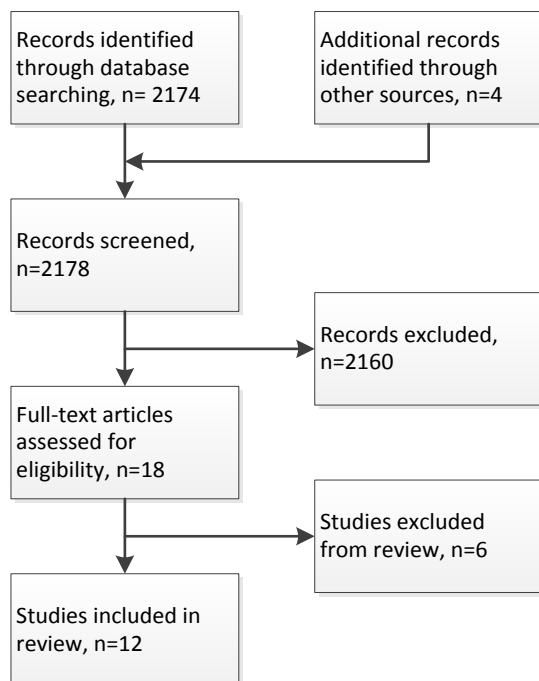 Records identified
through database
searching, n= 2174
Additional records
identified through
other sources, n=4
Records screened,
n=2178
Records excluded,
n=2160
Full-text articles
assessed for
eligibility, n=18
Studies excluded
from review, n=6
Studies included in
review, n=12